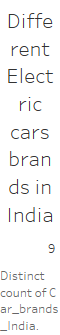 Diffe
rent
Elect
ric
cars
bran
ds in
India
9
Distinct
count of C
ar_brands
_India.